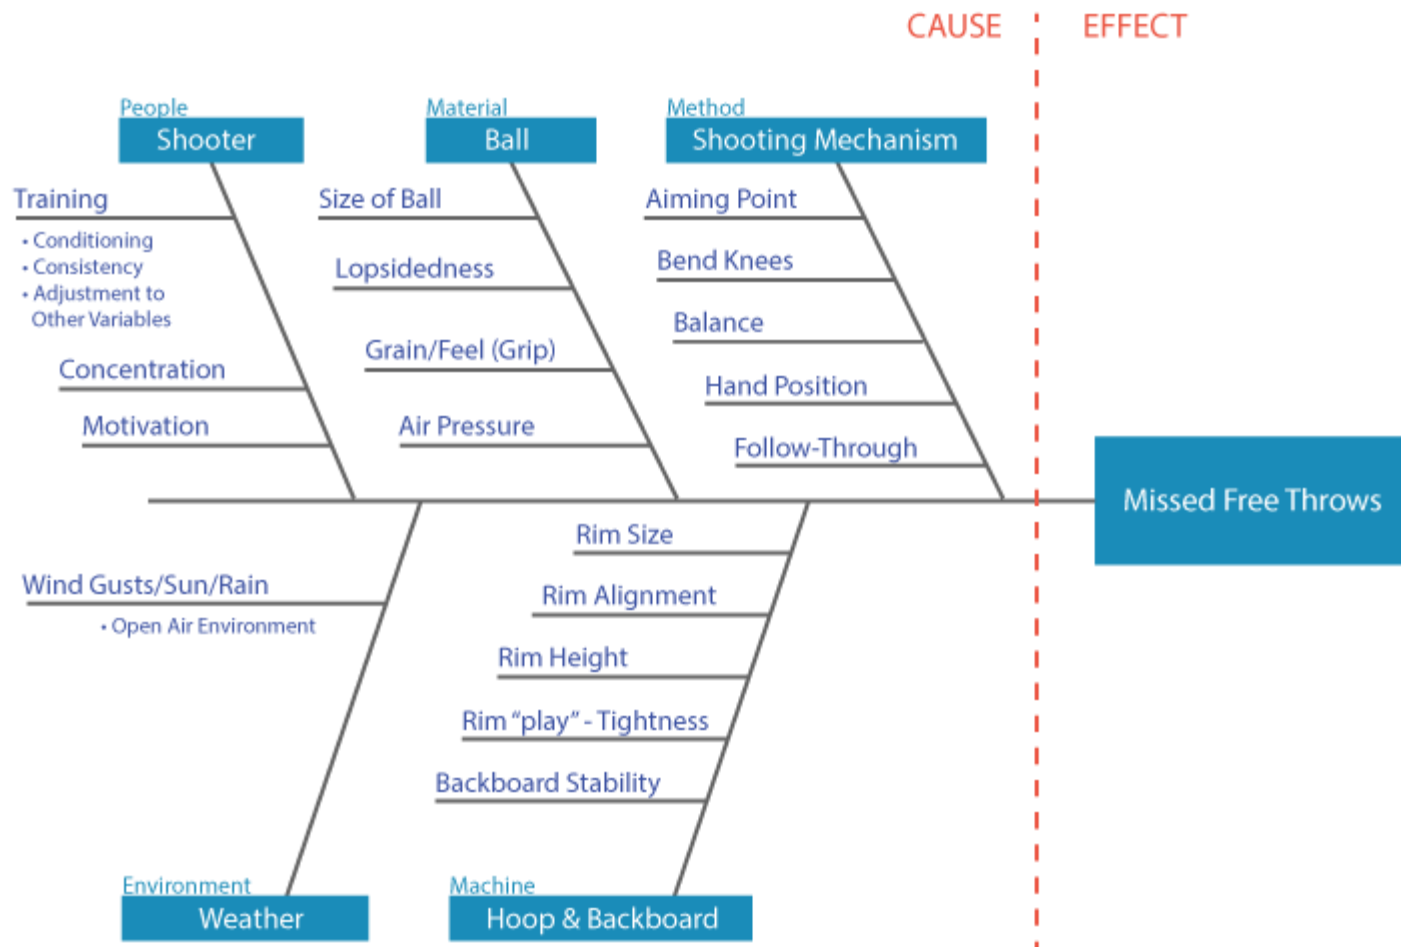 CAUSE
EFFECT
People
Shooter
Training
• Conditioning
• Consistency
• Adjustment to
Other Variables
Concentration
Motivation
Material
Ball
Size of Ball
Lopsidedness
Grain/Feel (Grip)
Air Pressure
Method
Shooting Mechanism
Aiming Point
Bend Knees
Balance
Hand Position
Follow-Through
Missed Free Throws
Wind Gusts/Sun/Rain
• Open Air Environment
Environment
Weather
Rim Size
Rim Alignment
Rim Height
Rim “play” - Tightness
Backboard Stability
Machine
Hoop & Backboard